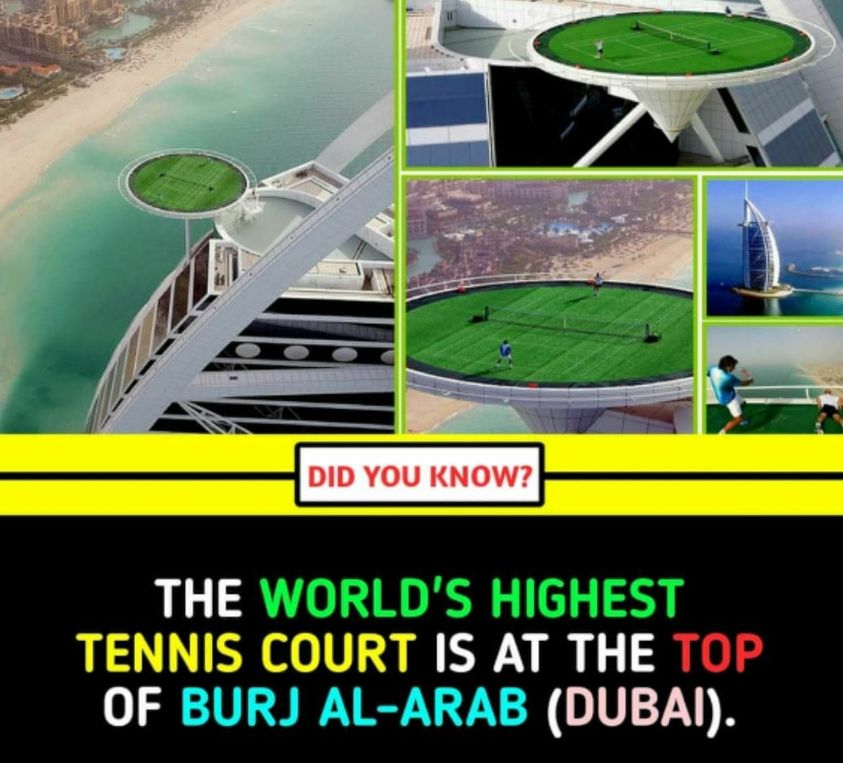 DID YOU KNOW?
THE WORLD'S HIGHEST
TENNIS COURT IS AT THE TOP
OF BURJ AL-ARAB (DUBAI).